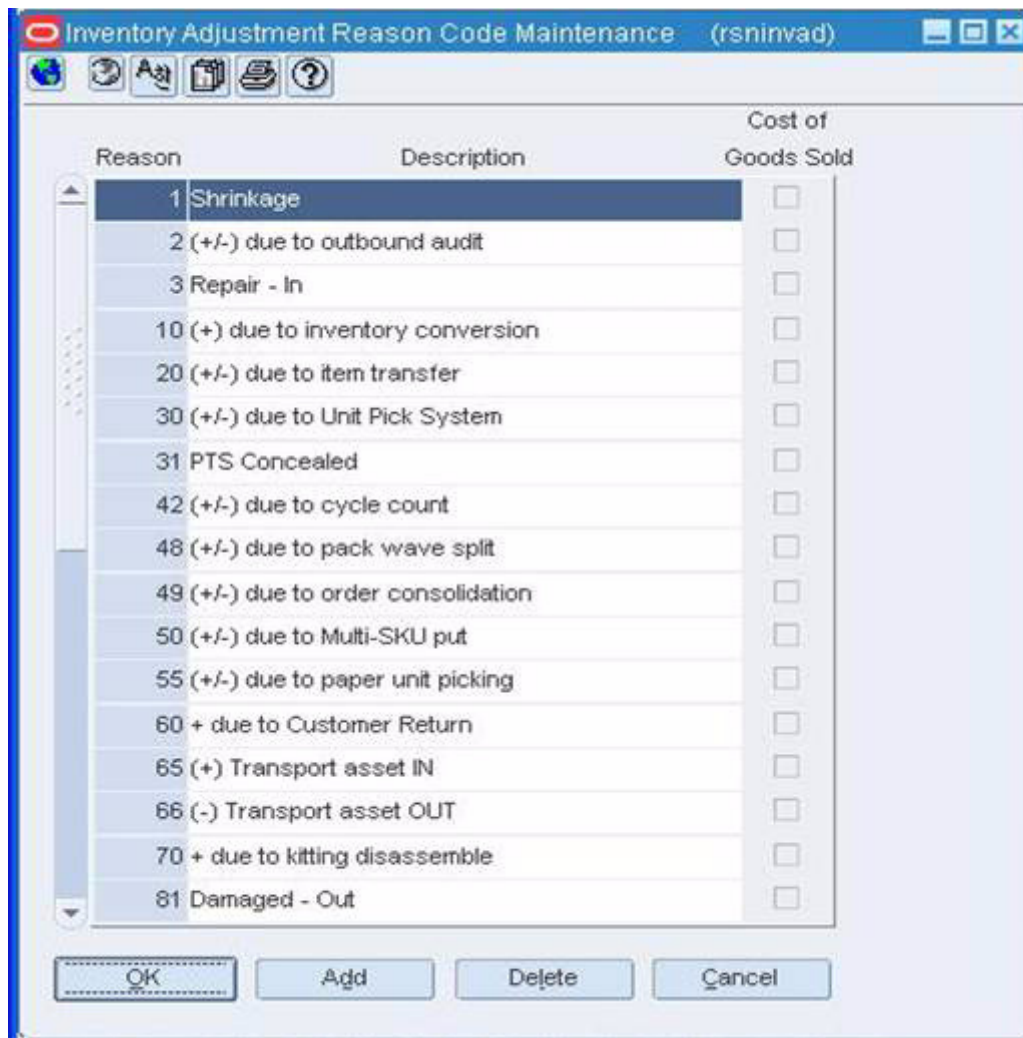 Inventory Adjustment Reason Code Maintenance (rsninvad)
Cost of
Reason Description Goods Sold
1 Shrinkage
2 (+/-) due to outbound audit
3 Repair - In
10 (+) due to inventory conversion
20 (+/-) due to item transfer
30 (+/-) due to Unit Pick System
31 PTS Concealed
42 (+/-) due to cycle count
48 (+/-) due to pack wave split
49 (+/-) due to order consolidation
50 (+/-) due to Multi-SKU put
55 (+/-) due to paper unit picking
60 + due to Customer Return
65 (+) Transport asset IN
66 (-) Transport asset OUT
70 + due to kitting disassemble
81 Damaged - Out
OK Add Delete Cancel